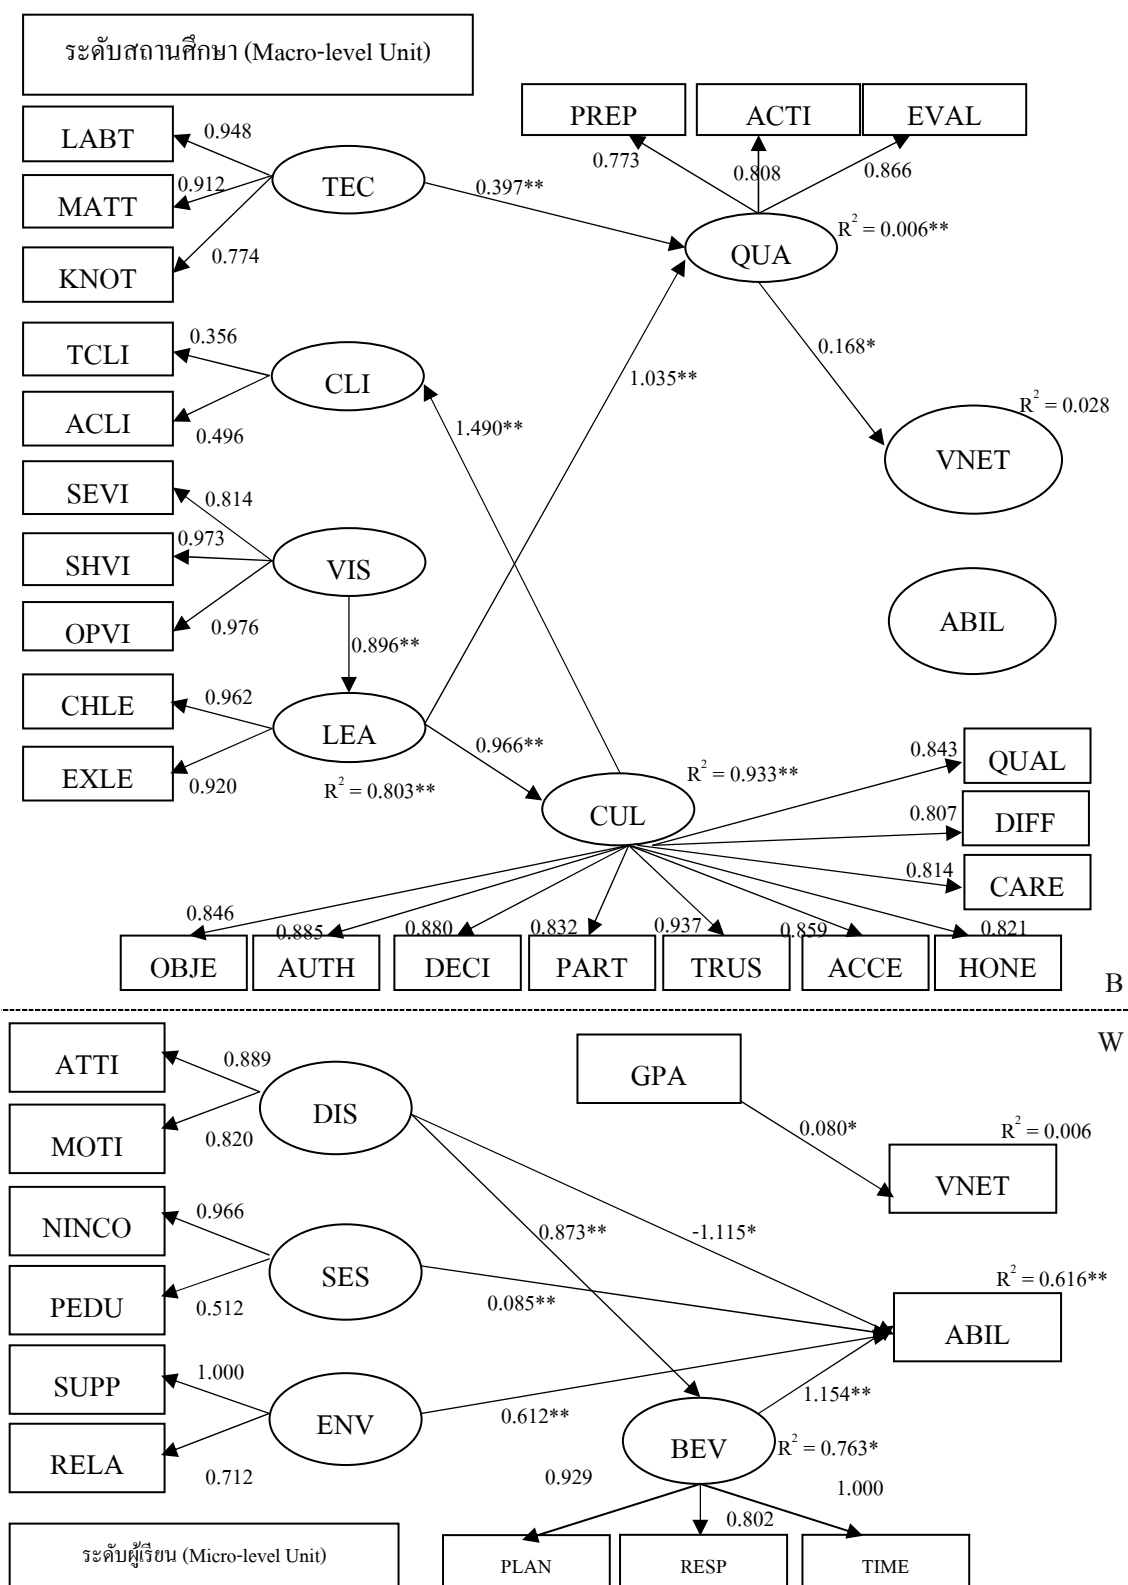 ระดับสถานศึกษา (Macro-level Unit)
PREP
ACTI
EVAL
LABT
0.948
MATT
0.912
KNOT
0.774
TEC
0.397**
0.773
0.808
0.866
QUA
R² = 0.006**
TCLI
0.356
ACLI
0.496
CLI
1.490**
1.035**
0.168*
R² = 0.028
VNET
SEVI
0.814
SHVI
0.973
OPVI
0.976
VIS
0.896**
ABIL
CHLE
0.962
EXLE
0.920
LEA
R² = 0.803**
0.966**
CUL
R² = 0.933**
0.843
QUAL
0.807
DIFF
0.814
CARE
0.846
0.885
0.880
0.832
0.937
0.859
0.821
OBJE
AUTH
DECI
PART
TRUS
ACCE
HONE
B
W
ATTI
0.889
MOTI
0.820
DIS
GPA
0.080*
R² = 0.006
VNET
NINCO
0.966
PEDU
0.512
SES
0.873**
-1.115*
0.085**
R² = 0.616**
ABIL
SUPP
1.000
RELA
0.712
ENV
0.612**
1.154**
BEV
R² = 0.763*
0.929
0.802
1.000
PLAN
RESP
TIME
ระดับผู้เรียน (Micro-level Unit)